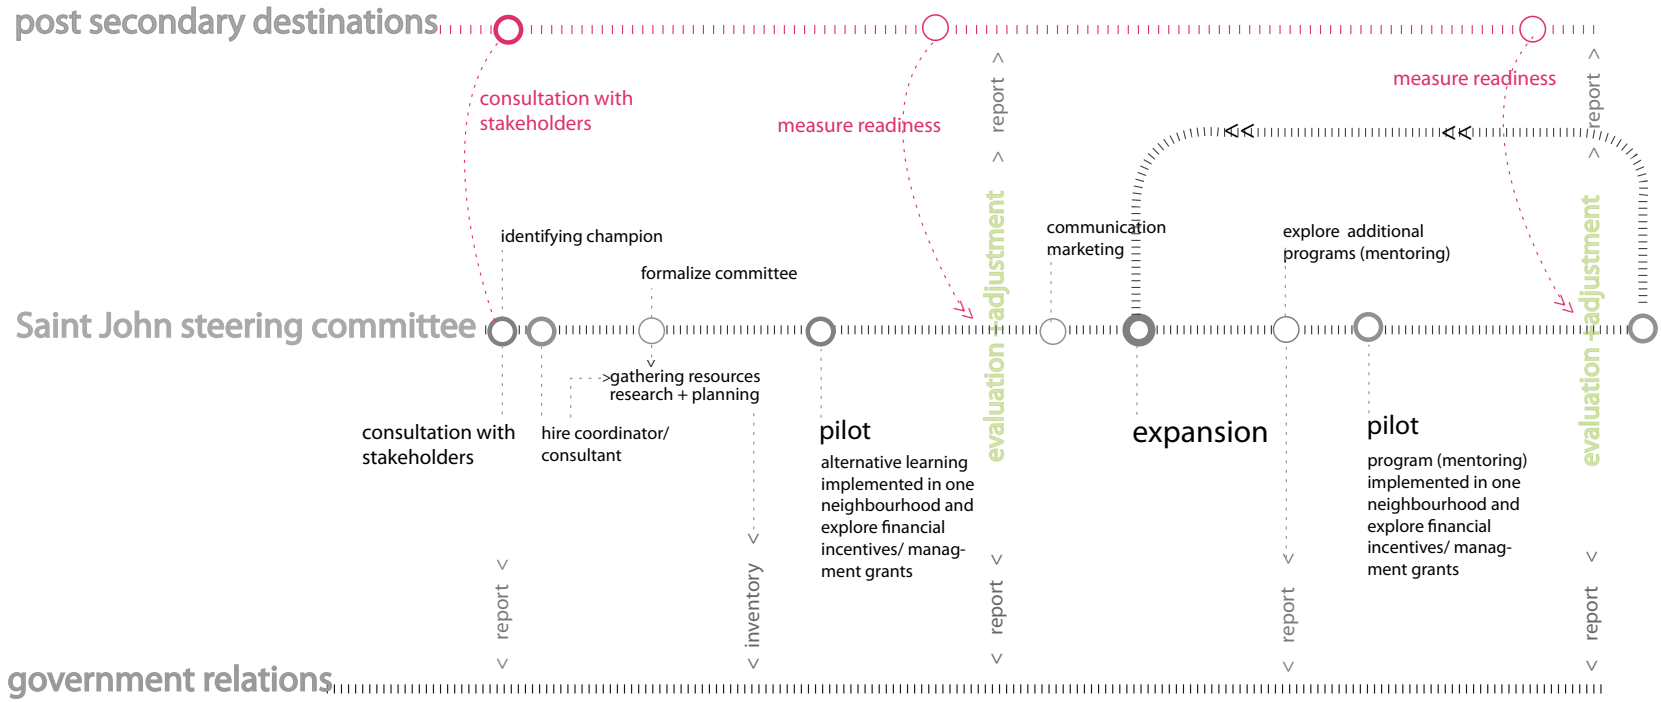 post secondary destinations
consultation with
stakeholders
measure readiness
report
measure readiness
report
identifying champion
formalize committee
evaluation + adjustment
communication
marketing
explore additional
programs (mentoring)
evaluation + adjustment
Saint John steering committee
gathering resources
research + planning
consultation with
stakeholders
hire coordinator/
consultant
pilot
alternative learning
implemented in one
neighbourhood and
explore financial
incentives/ manag-
ment grants
expansion
pilot
program (mentoring)
implemented in one
neighbourhood and
explore financial
incentives/ manag-
ment grants
report
inventory
report
report
report
government relations